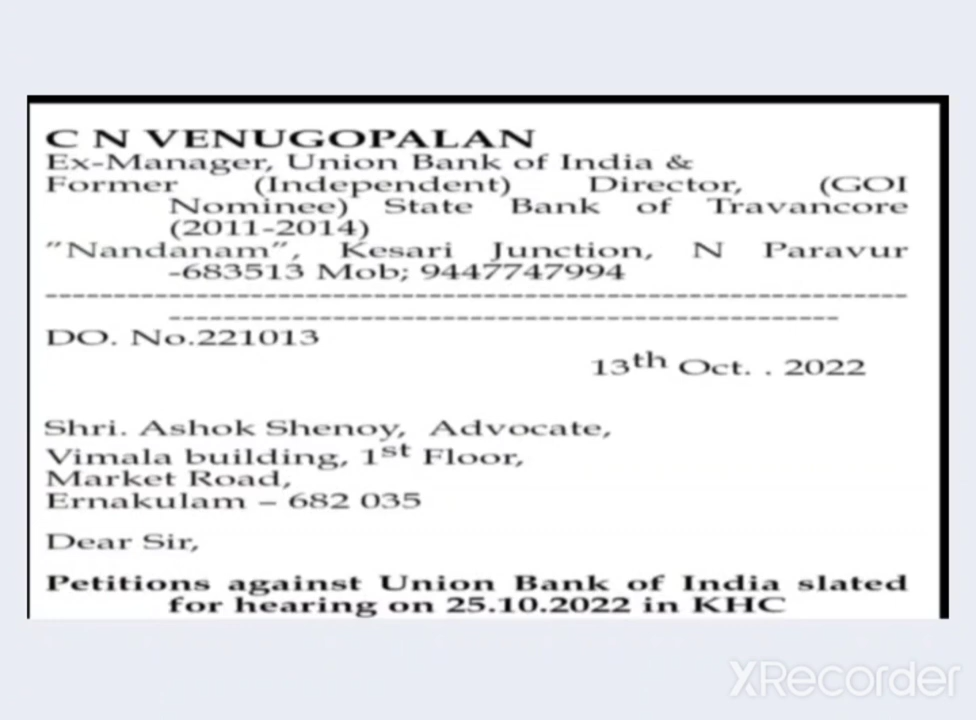 C N VENUGOPALAN
Ex-Manager, Union Bank of India &
Former (Independent) Director, (GOI
Nominee) State Bank of Travancore
(2011-2014)
"Nandanam", Kesari Junction, N Paravur
-683513 Mob; 9447747994
---------------------------------------------------------------
-------------------------------------------------
DO. No.221013
13th Oct. . 2022
Shri. Ashok Shenoy, Advocate,
Vimala building, 1st Floor,
Market Road,
Ernakulam – 682 035
Dear Sir,
Petitions against Union Bank of India slated
for hearing on 25.10.2022 in KHC
XRecorder